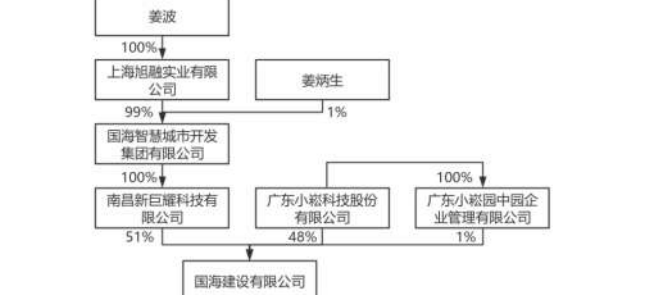 姜波
100%
上海旭融实业有限
公司
姜炳生
99%
1%
国海智慧城市开发
集团有限公司
100%
100%
南昌新巨耀科技有
限公司
广东小崧科技股份
有限公司
广东小崧园中园企
业管理有限公司
51%
48%
1%
国海建设有限公司